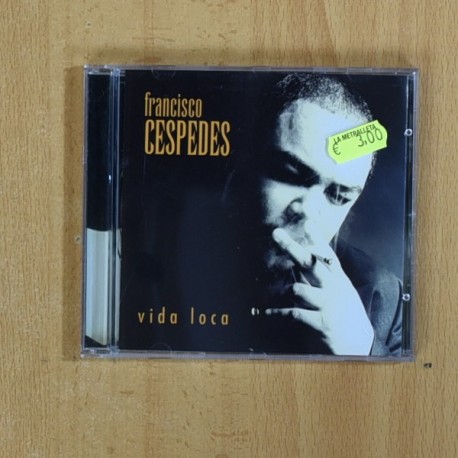 francisco
CESPEDES
LA METRALLETA
€ 3,00
vida loca